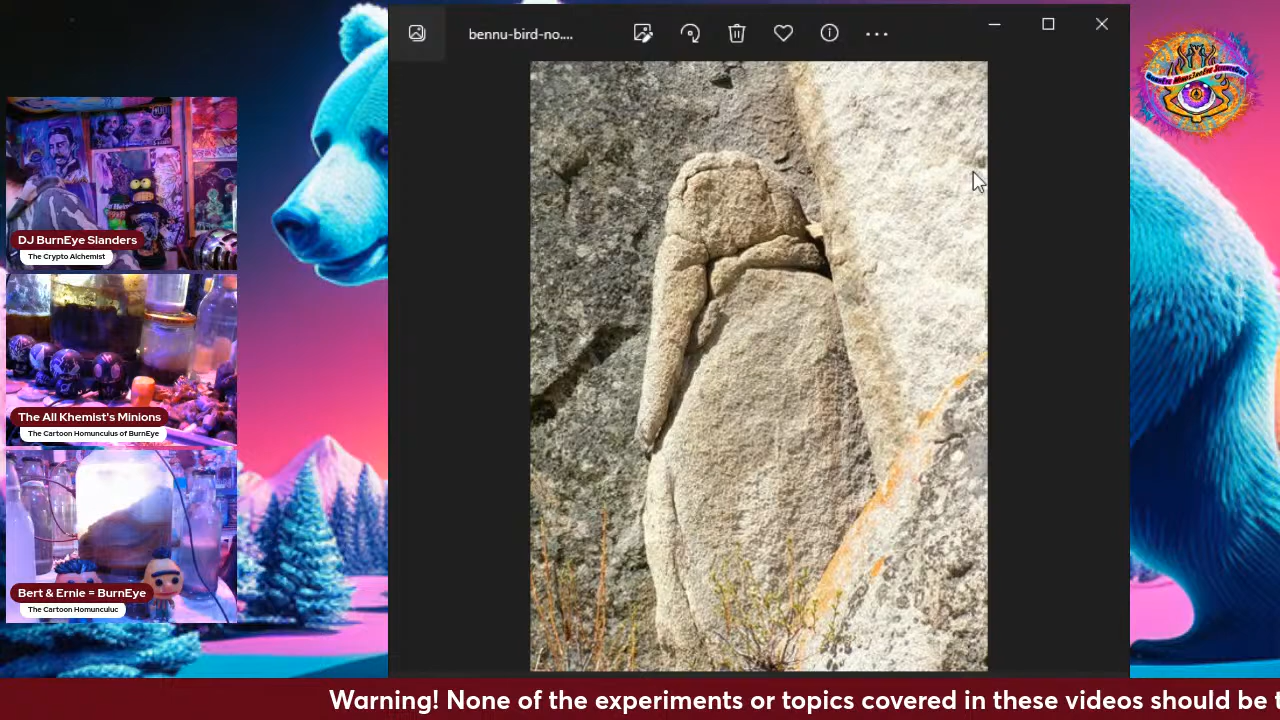 bennu-bird-no....
DJ BurnEye Slanders
The Crypto Alchemist
The All Khemist's Minions
The Cartoon Homunculus of BurnEye
Bert & Ernie = BurnEye
The Cartoon Homunculuc
Warning! None of the experiments or topics covered in these videos should be